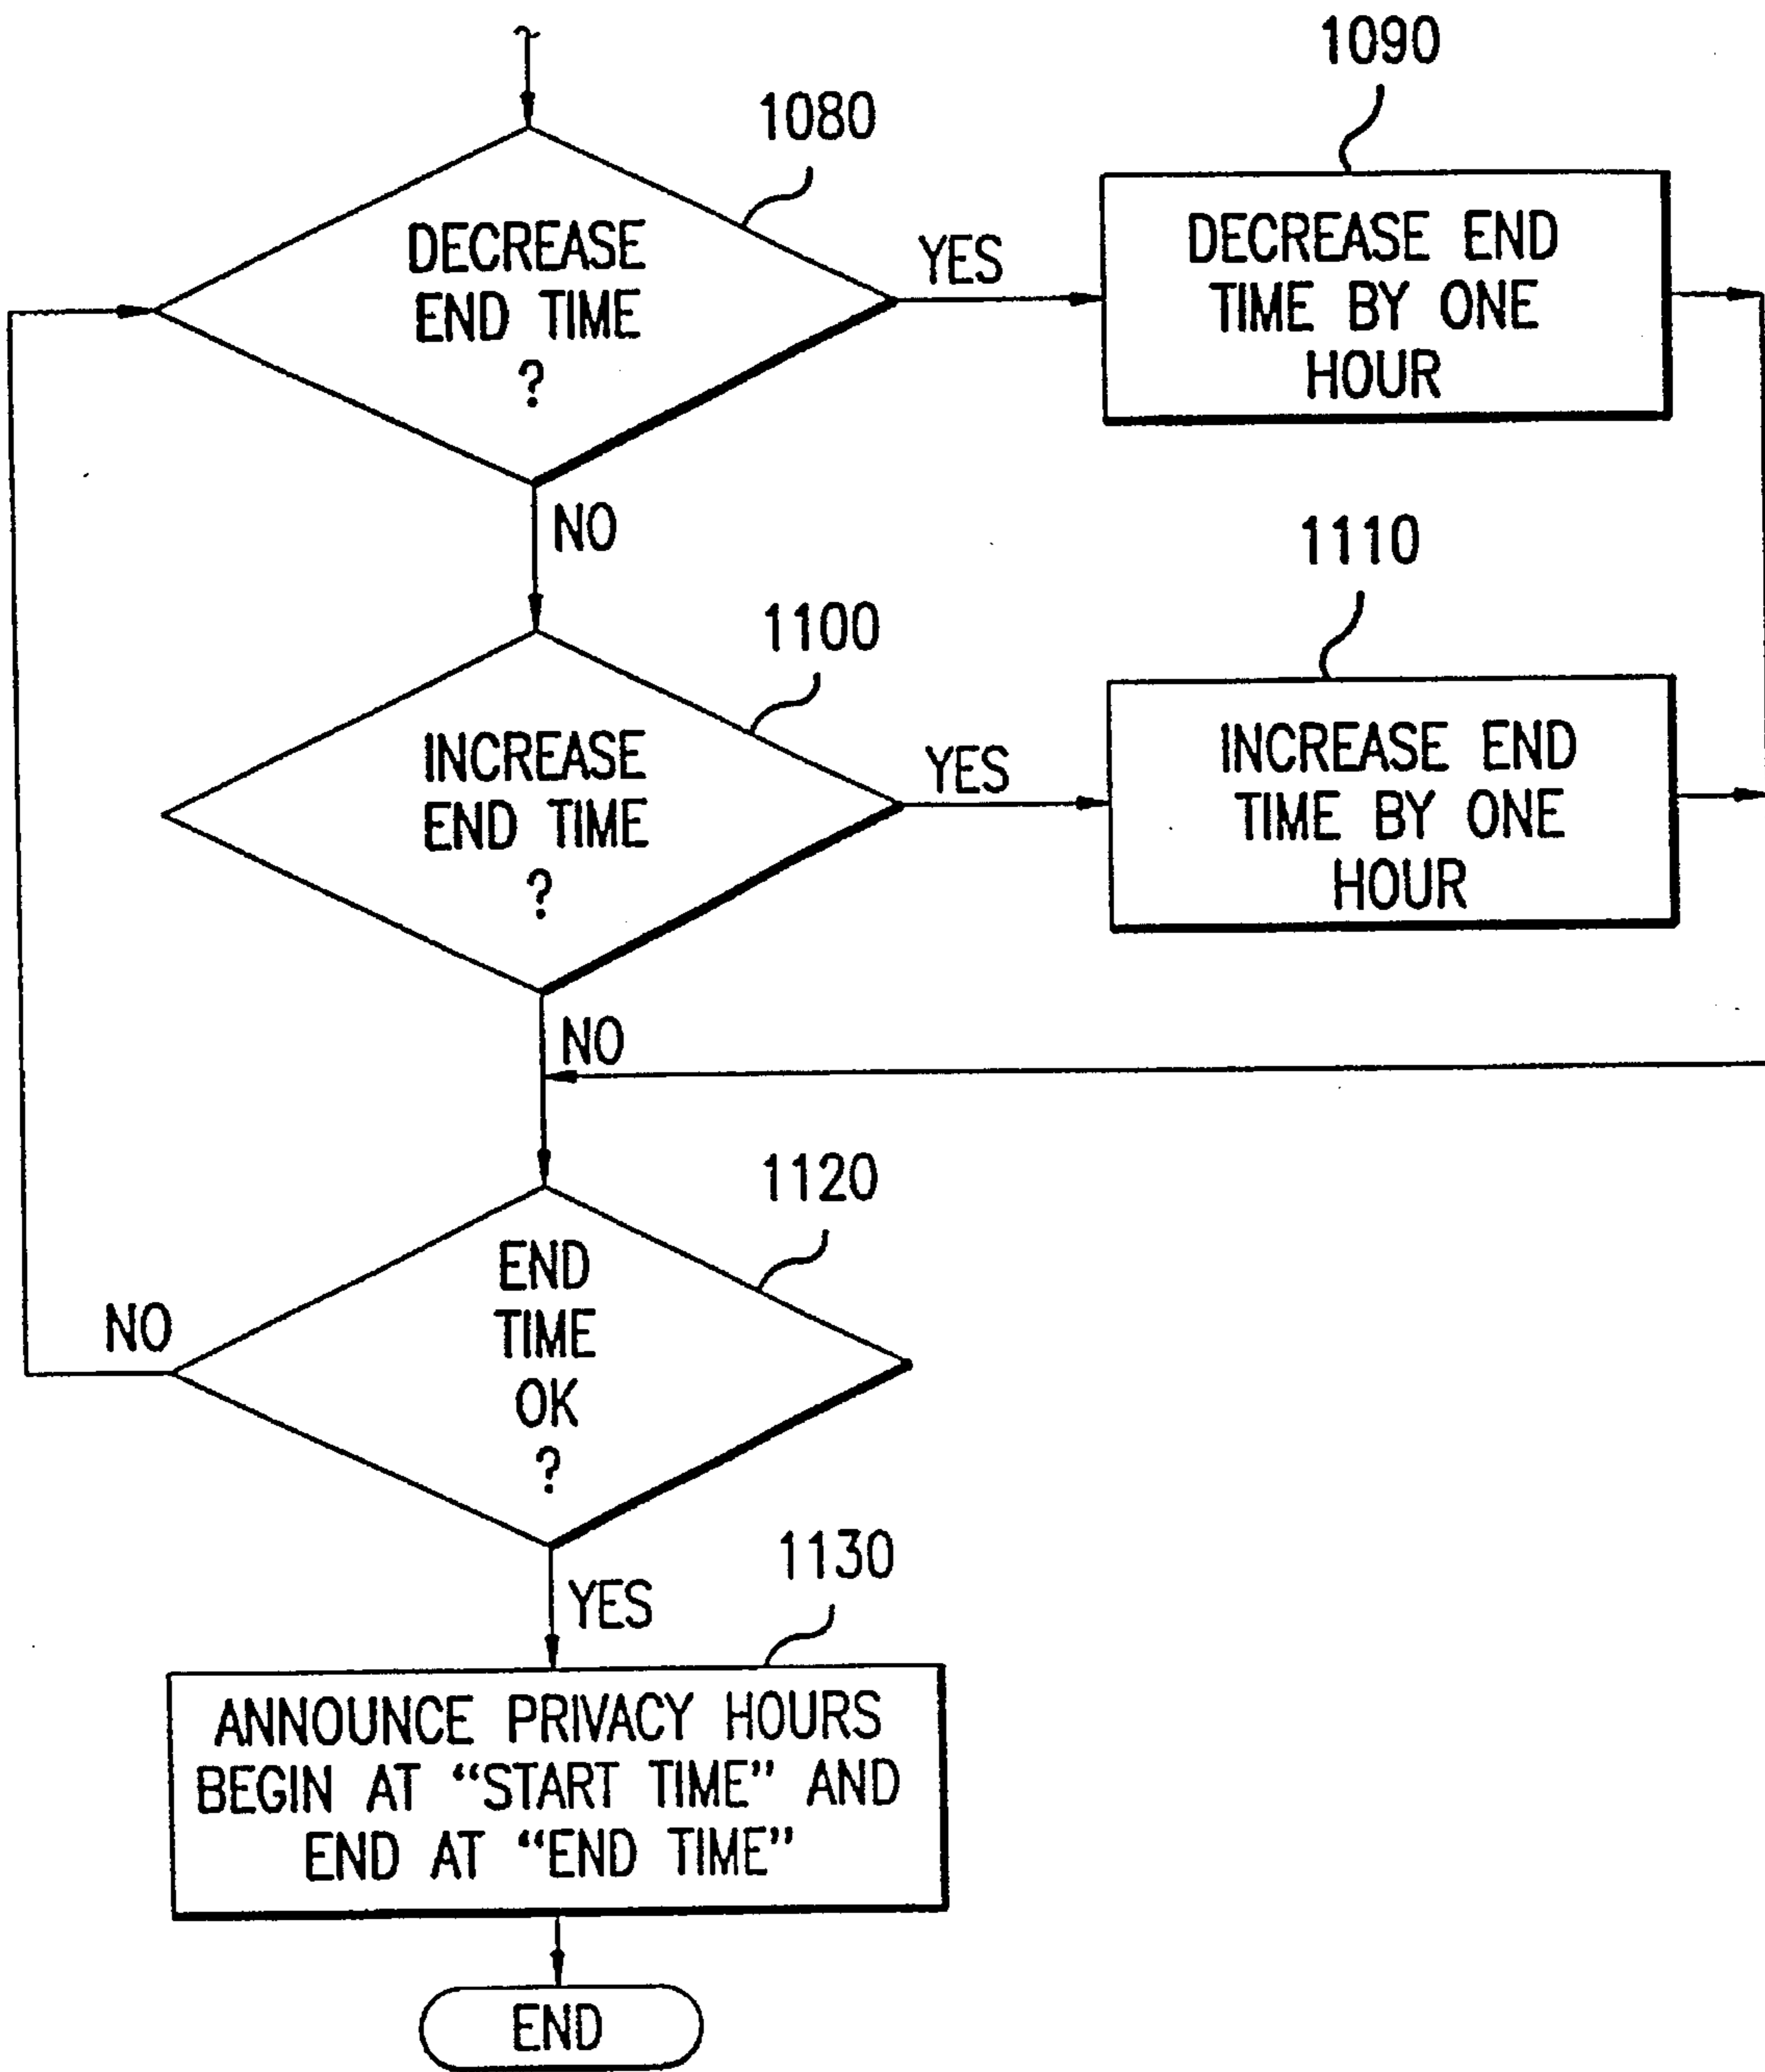 1090
1080
DECREASE
END TIME
?
YES
DECREASE END
TIME BY ONE
HOUR
NO
1110
1100
INCREASE
END TIME
?
YES
INCREASE END
TIME BY ONE
HOUR
NO
1120
END
TIME
OK
?
NO
YES
1130
ANNOUNCE PRIVACY HOURS
BEGIN AT “START TIME” AND
END AT “END TIME”
END